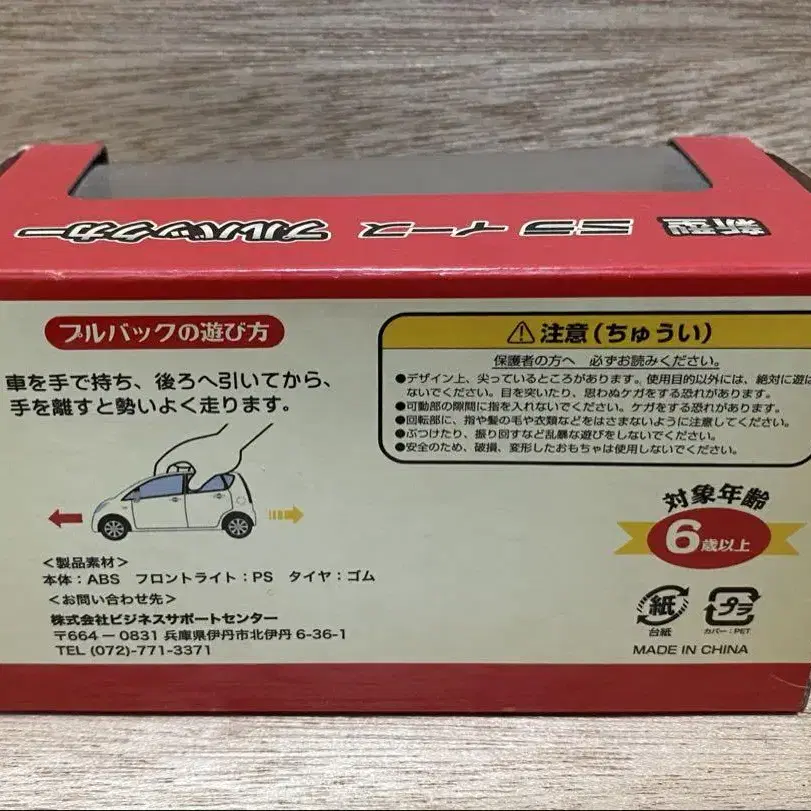 新型 ミラ イース プルバックカー
プルバックの遊び方
車を手で持ち、後ろへ引いてから、
手を離すと勢いよく走ります。
⚠注意(ちゅうい)
保護者の方へ 必ずお読みください。
●デザイン上、尖っているところがあります。使用目的以外には、絶対に遊ば
ないでください。目を突いたり、思わぬケガをする恐れがあります。
●可動部の隙間に指を入れないでください。ケガをする恐れがあります。
●回転部に、指や髪の毛や衣類などをはさまないように注意してください。
●ぶつけたり、振り回すなど乱暴な遊びをしないでください。
●安全のため、破損、変形したおもちゃは使用しないでください。
対象年齢
6歳以上
<製品素材>
本体:ABS フロントライト:PS タイヤ:ゴム
<お問い合わせ先>
株式会社ビジネスサポートセンター
〒664-0831 兵庫県伊丹市北伊丹 6-36-1
TEL (072)-771-3371
紙
台紙
プラ
カバー:PET
MADE IN CHINA